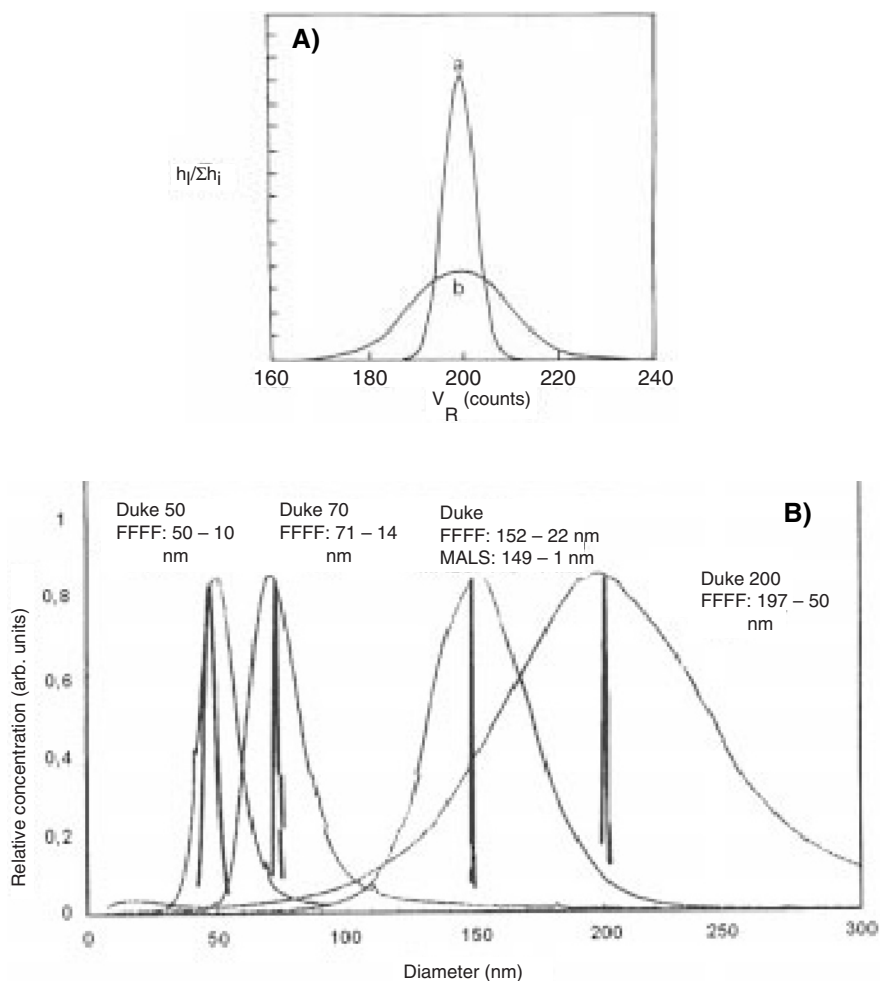 A)
a
b
h_I/Σh_i
160 180 200 220 240
V_R (counts)
B)
Duke 50
FFFF: 50 – 10
nm
Duke 70
FFFF: 71 – 14
nm
Duke
FFFF: 152 – 22 nm
MALS: 149 – 1 nm
Duke 200
FFFF: 197 – 50
nm
Relative concentration (arb. units)
1
0,8
0,6
0,4
0,2
0
0 50 100 150 200 250 300
Diameter (nm)